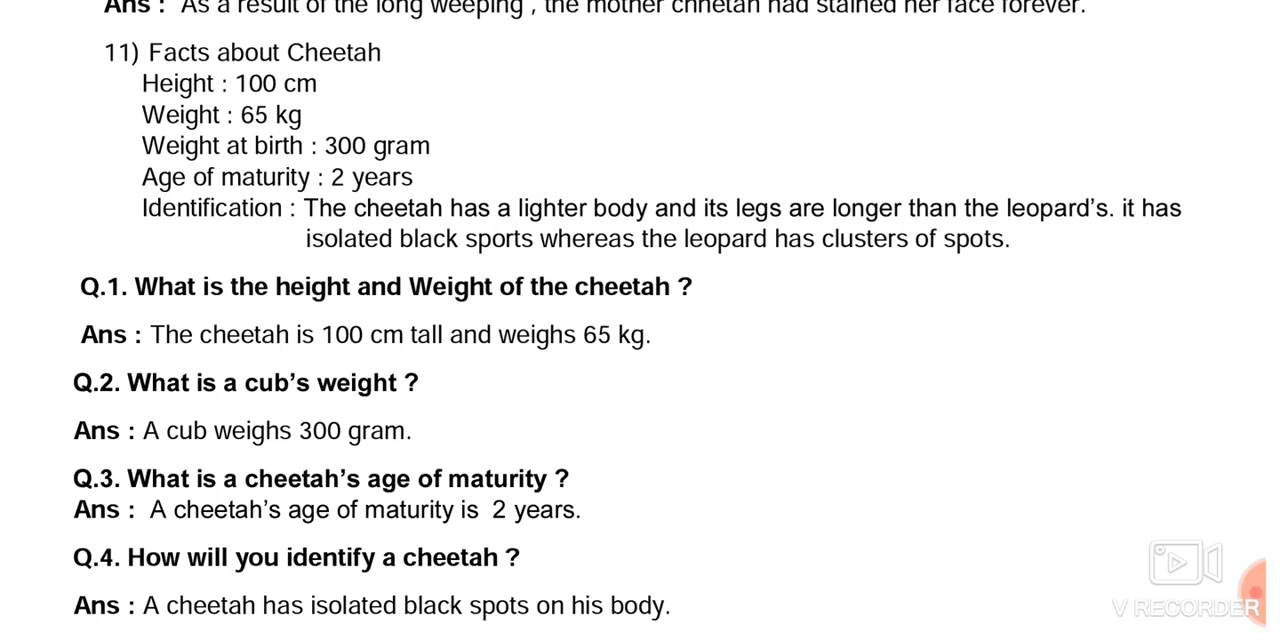 Ans : As a result of the long weeping , the mother chhetah had stained her face forever.
11) Facts about Cheetah
Height : 100 cm
Weight : 65 kg
Weight at birth : 300 gram
Age of maturity : 2 years
Identification : The cheetah has a lighter body and its legs are longer than the leopard's. it has
isolated black sports whereas the leopard has clusters of spots.
Q.1. What is the height and Weight of the cheetah ?
Ans : The cheetah is 100 cm tall and weighs 65 kg.
Q.2. What is a cub's weight ?
Ans : A cub weighs 300 gram.
Q.3. What is a cheetah's age of maturity ?
Ans : A cheetah's age of maturity is 2 years.
Q.4. How will you identify a cheetah ?
Ans : A cheetah has isolated black spots on his body.
V RECORDER